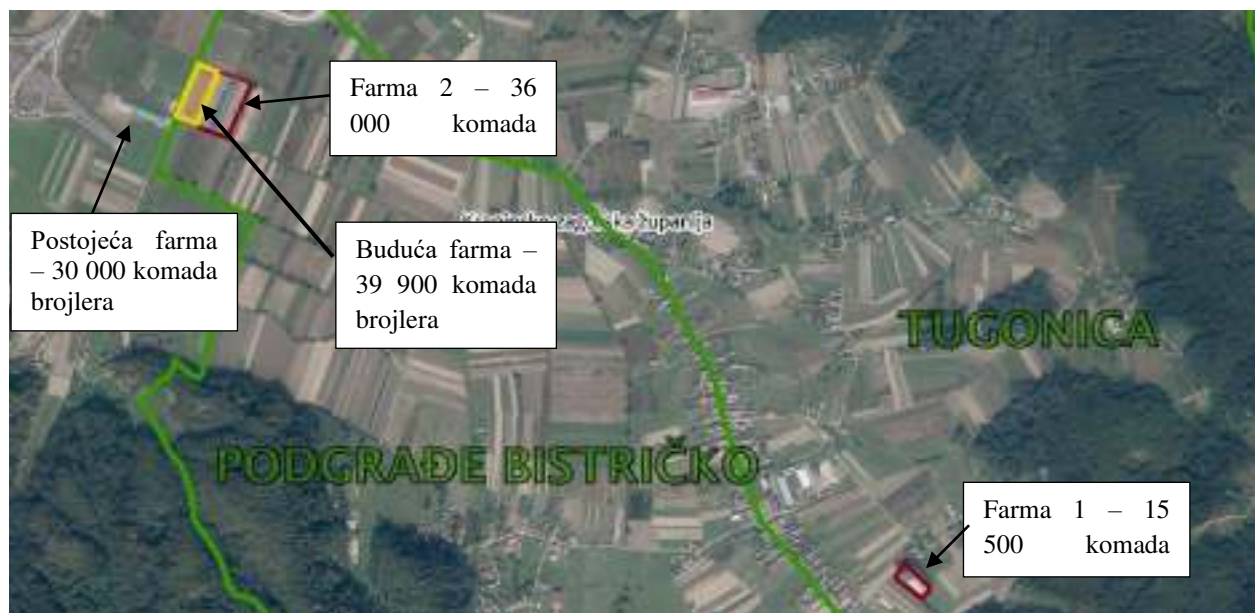 Farma 2 – 36
000 komada
Postojeća farma
– 30 000 komada
brojlera
Buduća farma –
39 900 komada
brojlera
županija
TUGONICA
PODGRAĐE BISTRIČKO
Farma 1 – 15
500 komada